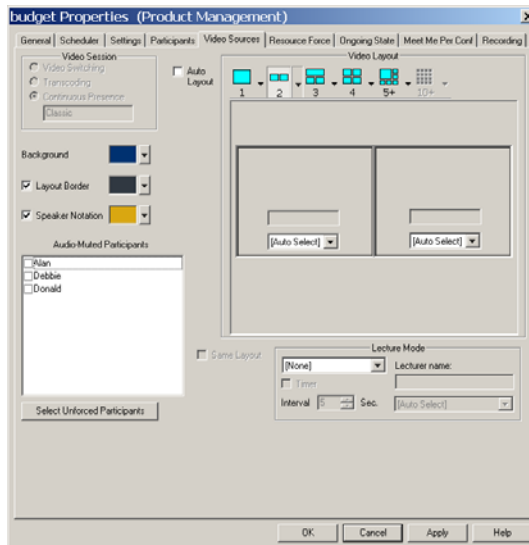 budget Properties (Product Management)
General Scheduler Settings Participants Video Sources Resource Force Ongoing State Meet Me Per Conf Recording
Video Session
Video Switching
Transcoding
Continuous Presence
Classic
Auto Layout
Video Layout
1 2 3 4 5+ 10+
Background
Layout Border
Speaker Notation
[Auto Select] [Auto Select]
Audio-Muted Participants
Alan
Debbie
Donald
Select Unforced Participants
Same Layout
Lecture Mode
[None] Lecturer name:
Timer
Interval 5 Sec. [Auto Select]
OK Cancel Apply Help